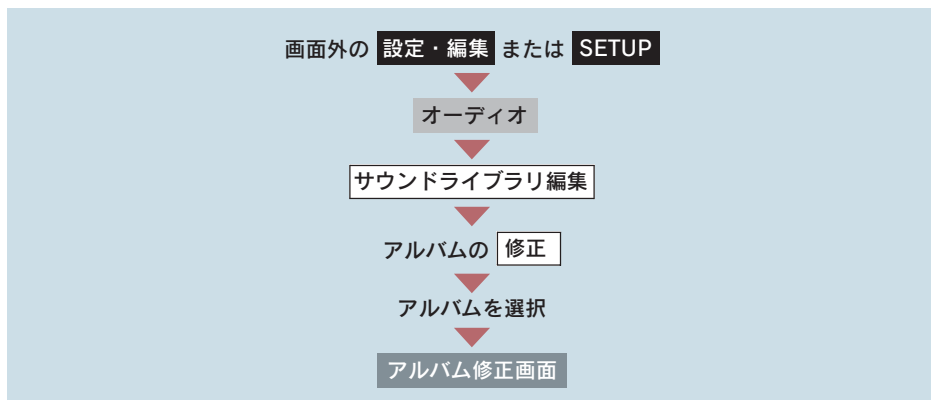 画面外の 設定・編集 または SETUP
オーディオ
サウンドライブラリ編集
アルバムの 修正
アルバムを選択
アルバム修正画面